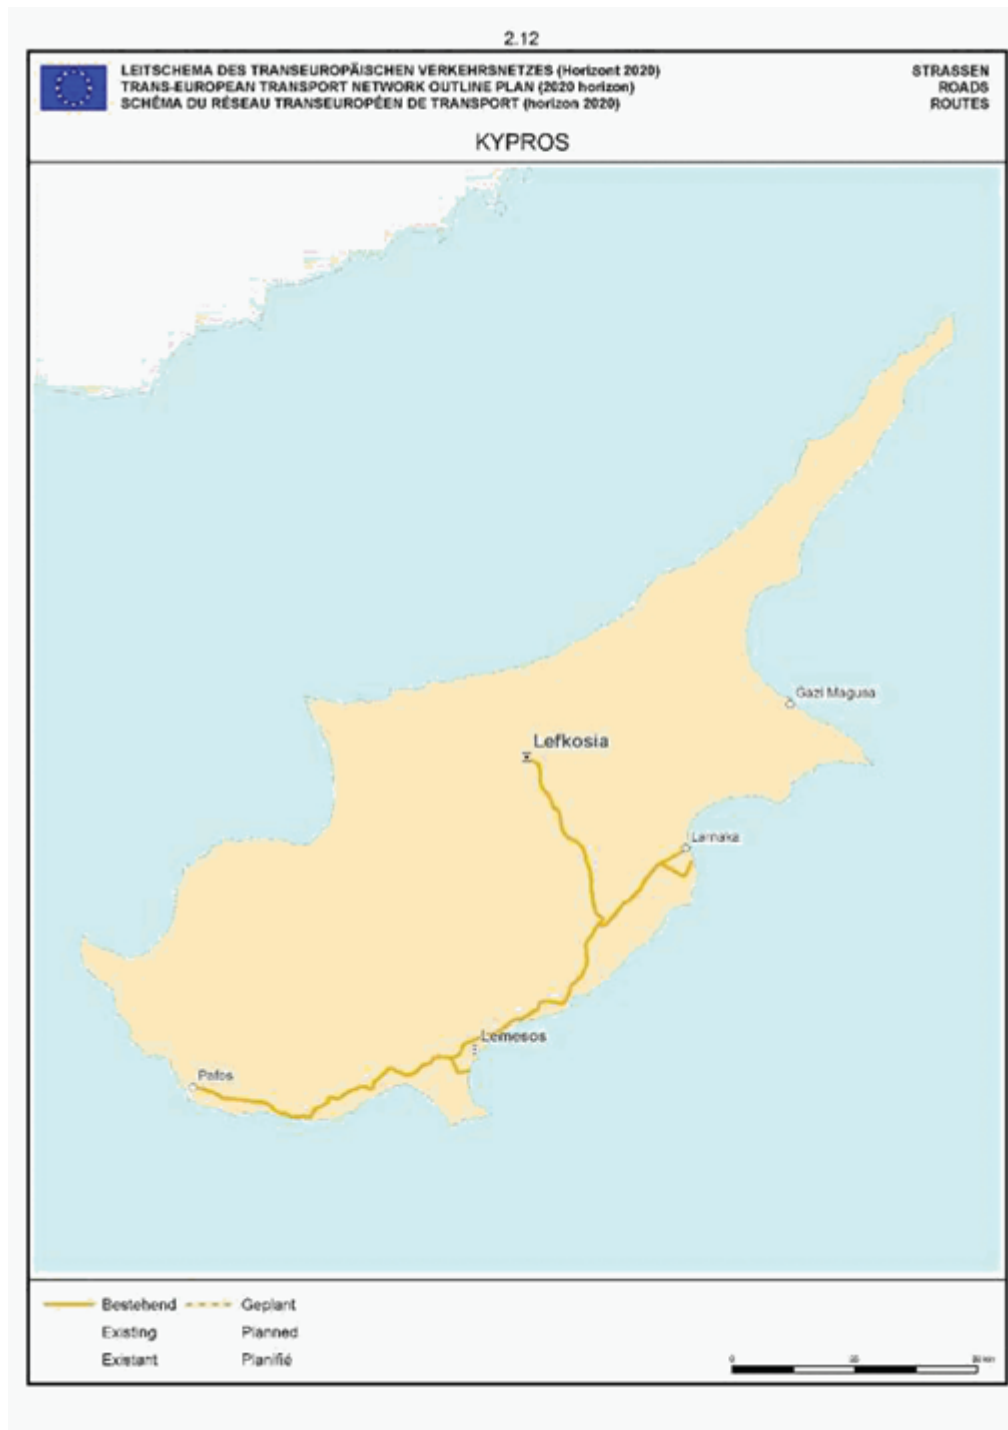 2.12
LEITSCHEMA DES TRANSEUROPÄISCHEN VERKEHRSNETZES (Horizont 2020)
TRANS-EUROPEAN TRANSPORT NETWORK OUTLINE PLAN (2020 horizon)
SCHÉMA DU RÉSEAU TRANSEUROPÉEN DE TRANSPORT (horizon 2020)
STRASSEN
ROADS
ROUTES
KYPROS
Gazi Magusa
Lefkosia
Larnaka
Lemesos
Pafos
Bestehend Geplant
Existing Planned
Existant Planifié
0
km